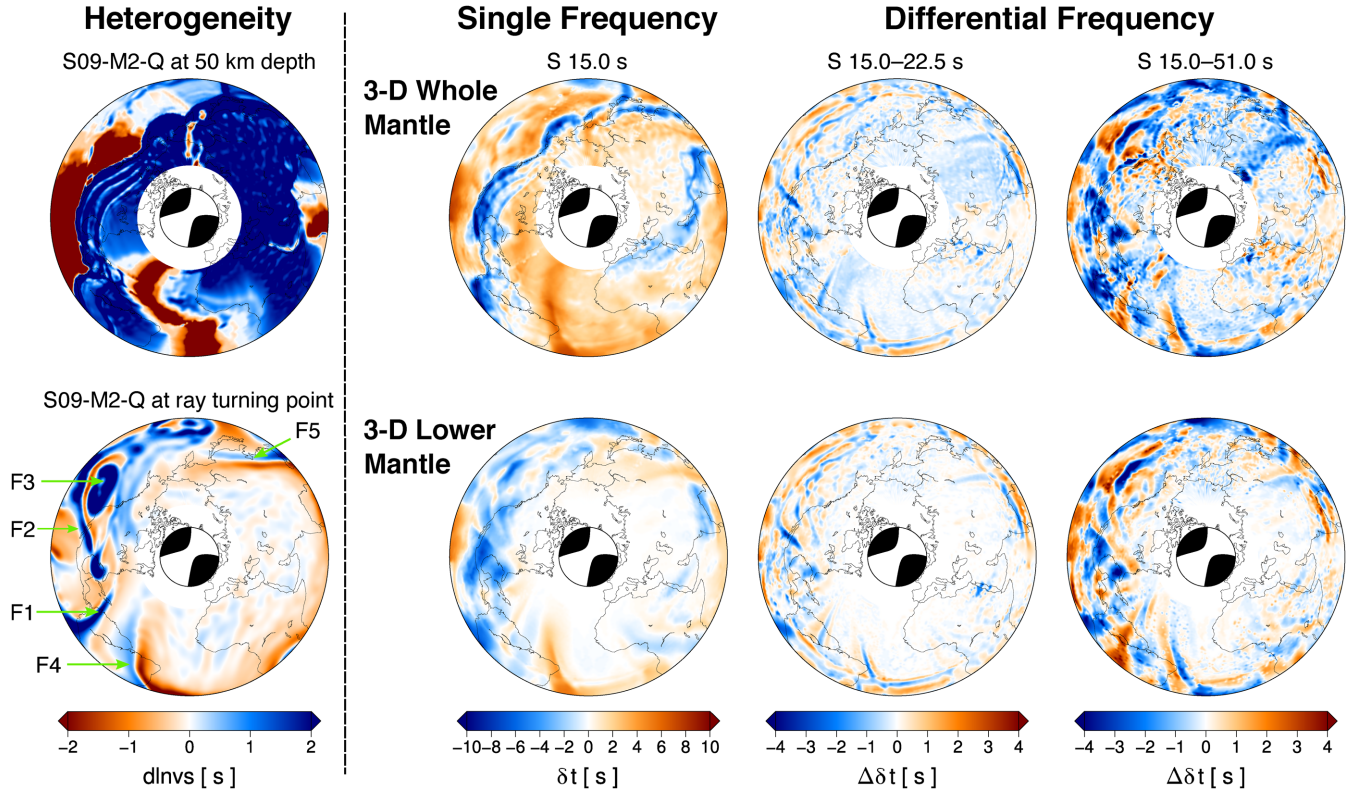 Heterogeneity
Single Frequency
Differential Frequency
S09-M2-Q at 50 km depth
S 15.0 s
S 15.0–22.5 s
S 15.0–51.0 s
3-D Whole
Mantle
S09-M2-Q at ray turning point
3-D Lower
Mantle
F5
F3
F2
F1
F4
−2 −1 0 1 2
dlnvs [ s ]
−10 −8 −6 −4 −2 0 2 4 6 8 10
δt [ s ]
−4 −3 −2 −1 0 1 2 3 4
Δδt [ s ]
−4 −3 −2 −1 0 1 2 3 4
Δδt [ s ]